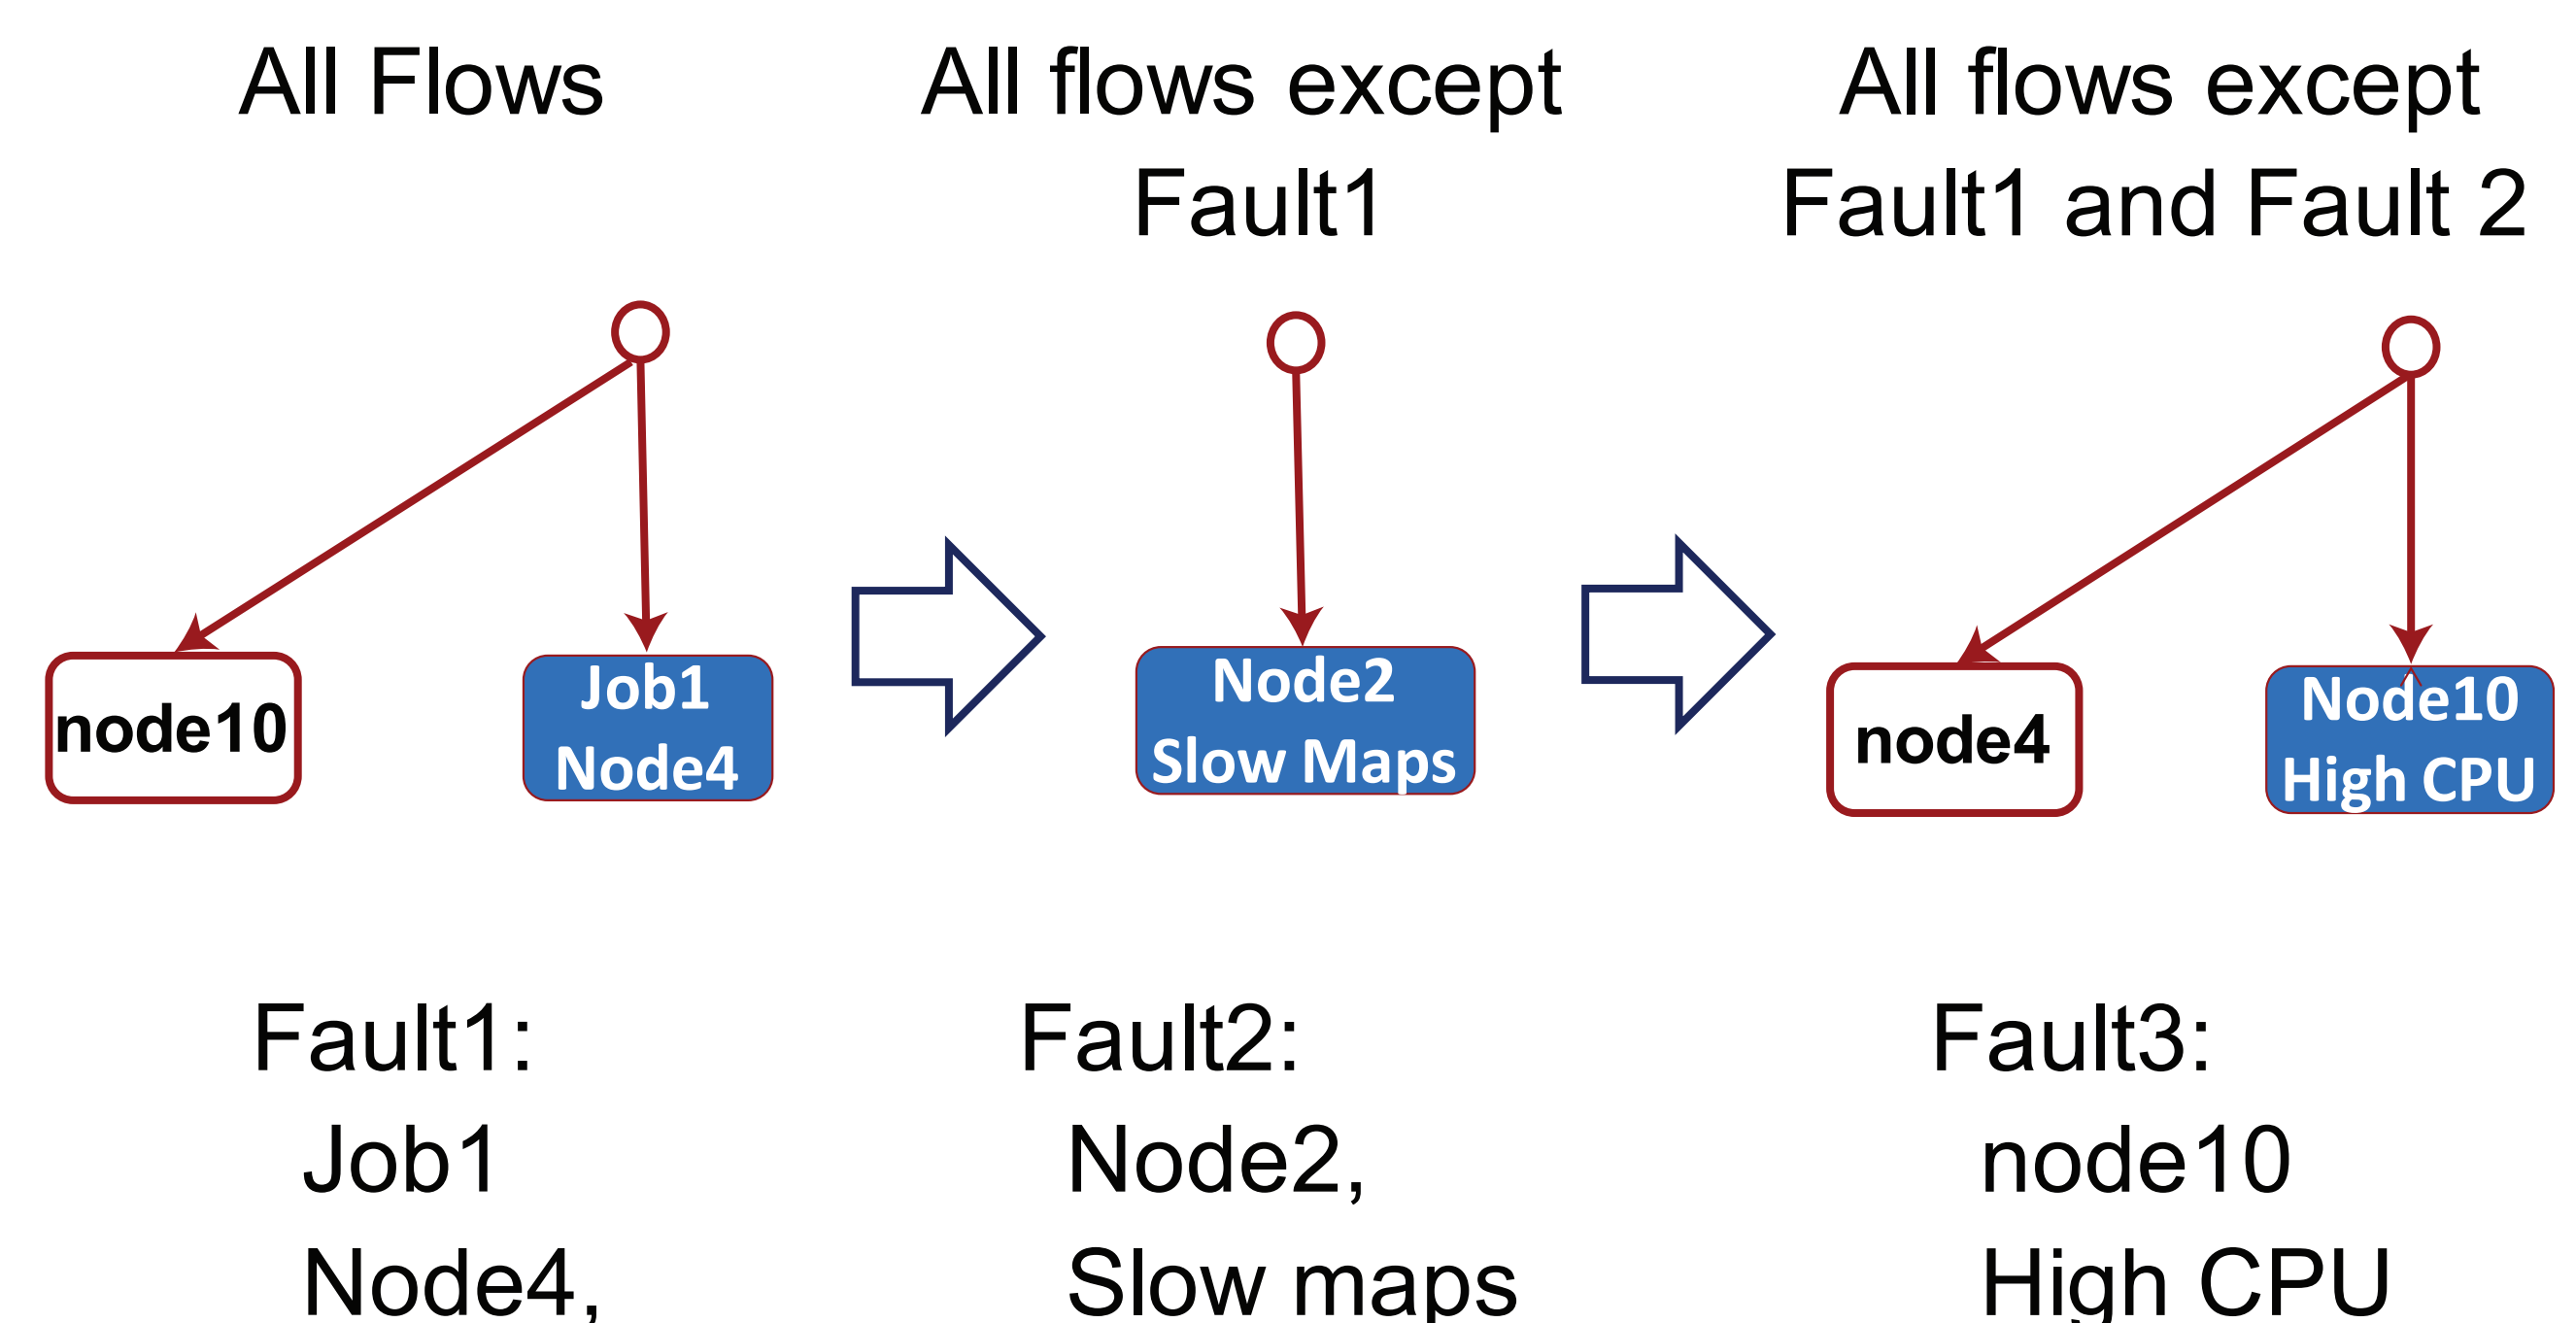 All Flows
All flows except
Fault1
All flows except
Fault1 and Fault 2
node10
Job1
Node4
Node2
Slow Maps
node4
Node10
High CPU
Fault1:
Job1
Node4,
Fault2:
Node2,
Slow maps
Fault3:
node10
High CPU